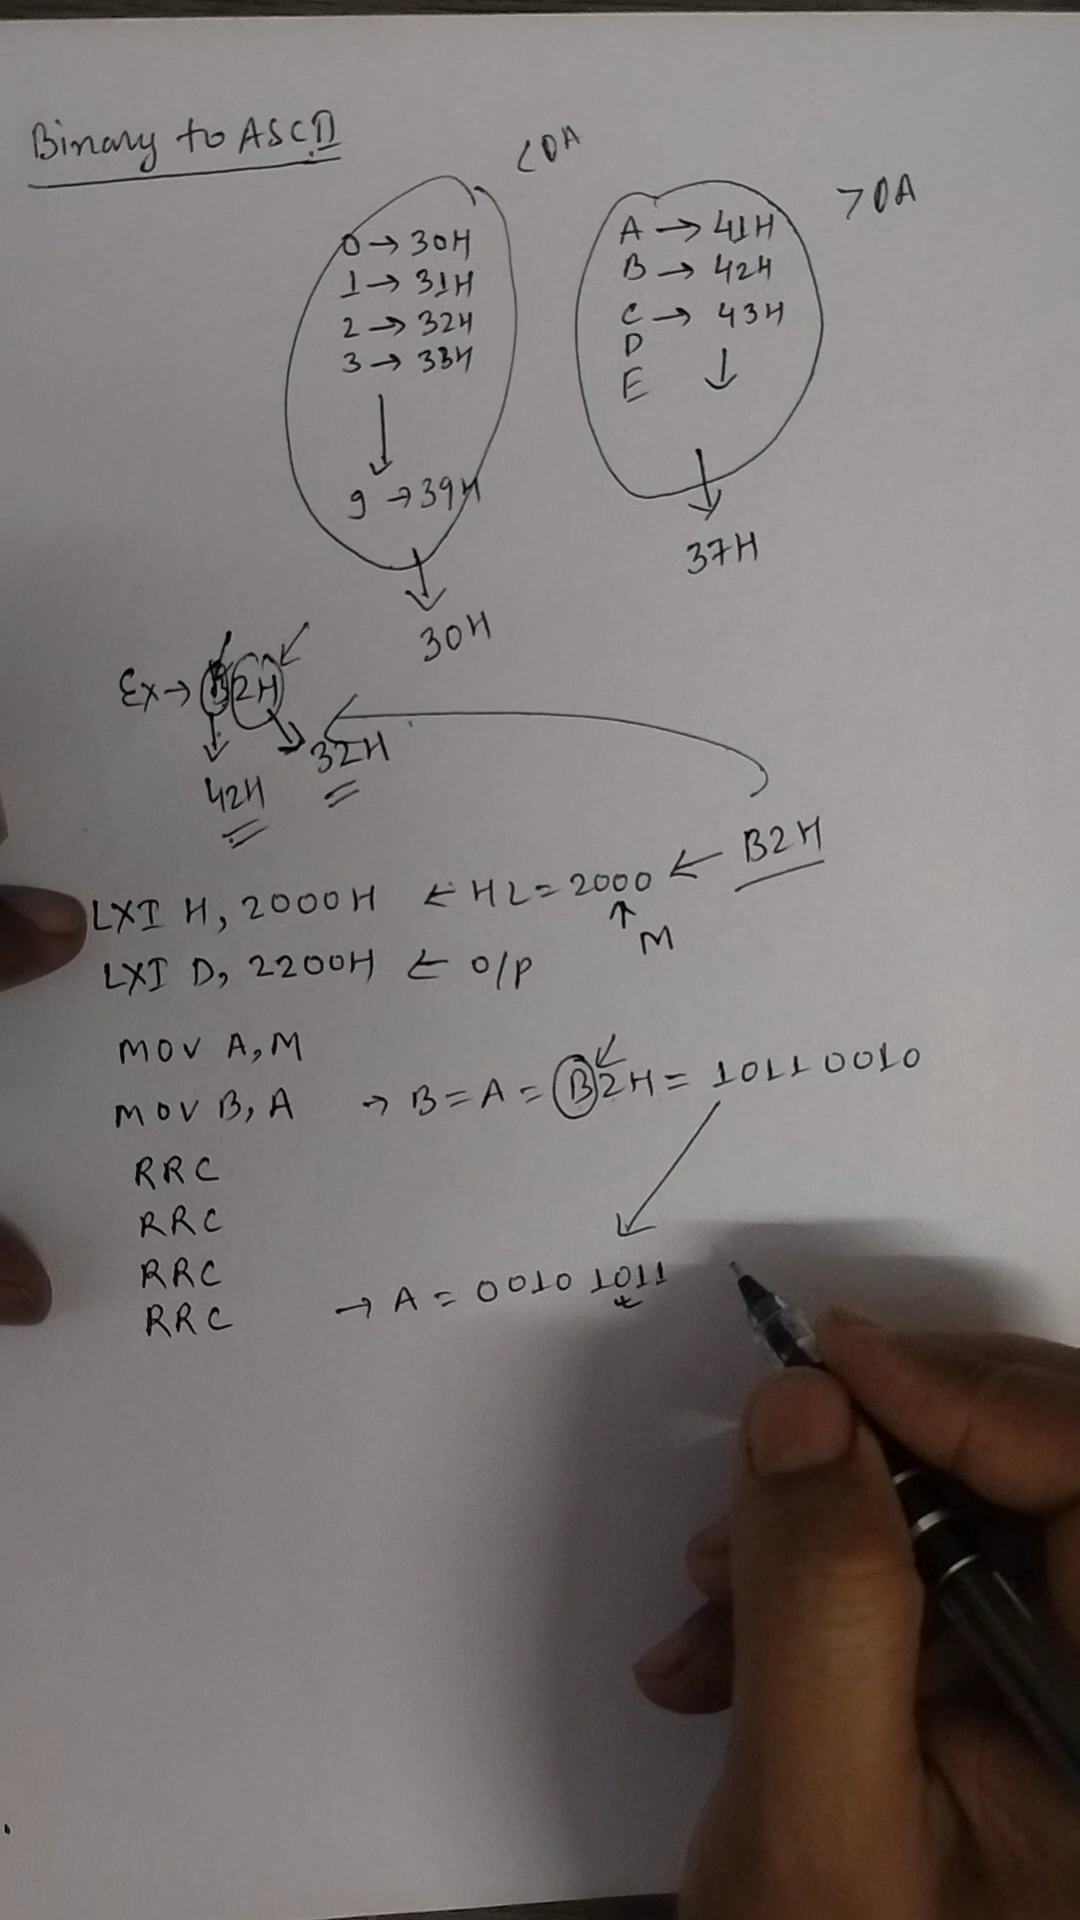 Binary to ASCII
<0A
0 → 30H
1 → 31H
2 → 32H
3 → 33H
↓
9 → 39H
↓
30H
>0A
A → 41H
B → 42H
C → 43H
D
E ↓
↓
37H
Ex → B2H
42H 32H
LXI H, 2000H ← HL = 2000 ← B2H
↑
M
LXI D, 2200H ← O/P
MOV A, M
MOV B, A → B = A = B2H = 1011 0010
RRC
RRC
RRC
RRC → A = 0010 1011